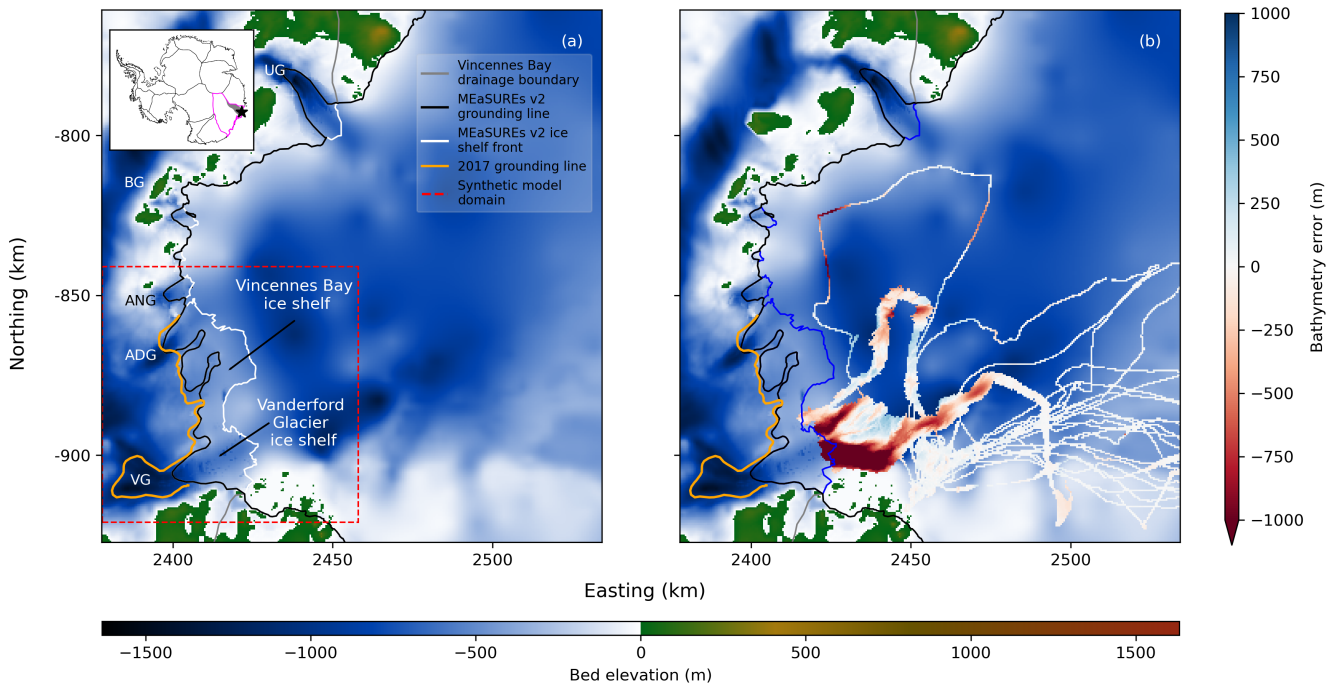 (a)
UG
Vincennes Bay
drainage boundary
MEaSUREs v2
grounding line
MEaSUREs v2 ice
shelf front
2017 grounding line
Synthetic model
domain
BG
ANG
ADG
VG
Vincennes Bay
ice shelf
Vanderford
Glacier
ice shelf
-800
-850
-900
Northing (km)
2400
2450
2500
(b)
2400
2450
2500
Easting (km)
1000
750
500
250
0
−250
−500
−750
−1000
Bathymetry error (m)
−1500
−1000
−500
0
500
1000
1500
Bed elevation (m)